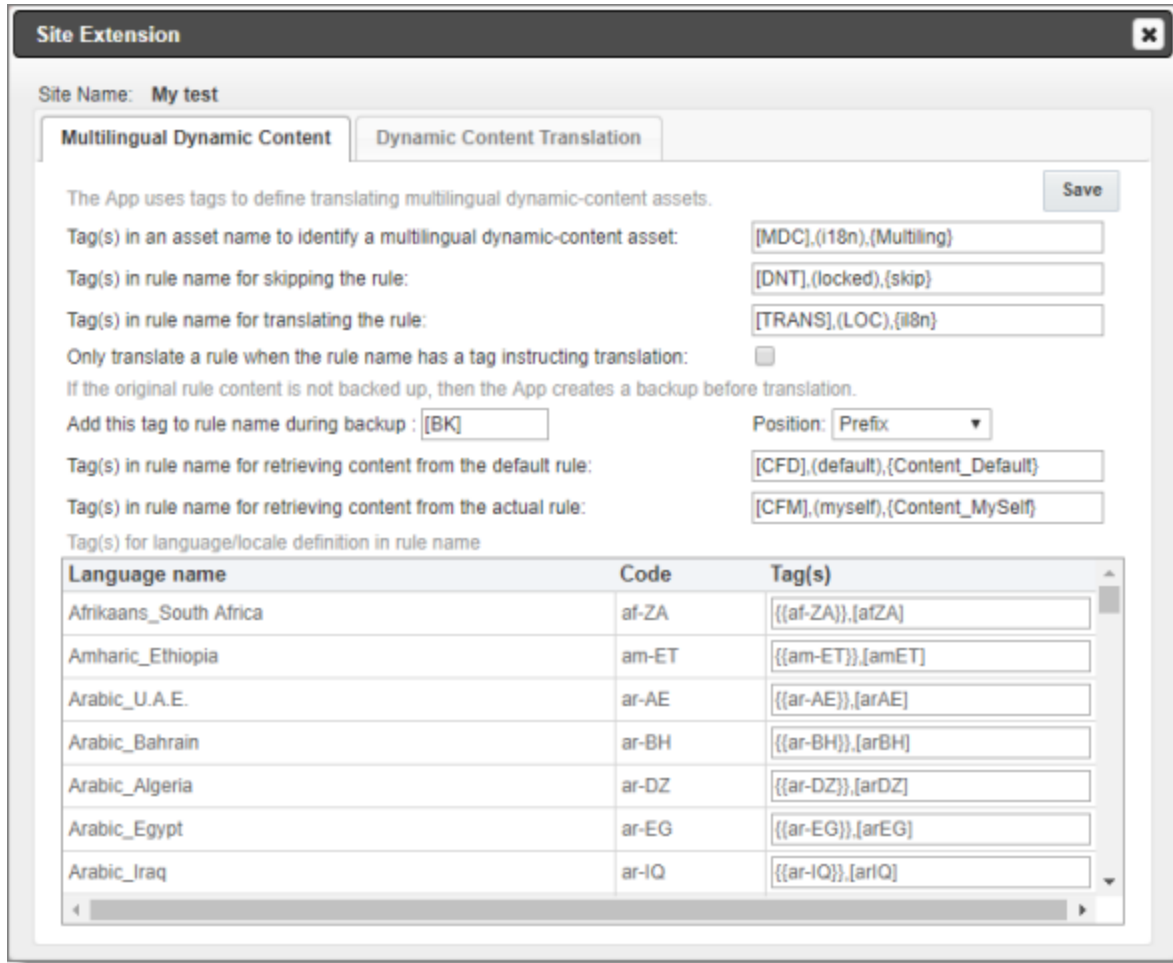 Site Extension
Site Name: My test
Multilingual Dynamic Content Dynamic Content Translation
The App uses tags to define translating multilingual dynamic-content assets. Save
Tag(s) in an asset name to identify a multilingual dynamic-content asset: [MDC],(i18n),{Multiling}
Tag(s) in rule name for skipping the rule: [DNT],(locked),{skip}
Tag(s) in rule name for translating the rule: [TRANS],(LOC),{il8n}
Only translate a rule when the rule name has a tag instructing translation:
If the original rule content is not backed up, then the App creates a backup before translation.
Add this tag to rule name during backup : [BK] Position: Prefix
Tag(s) in rule name for retrieving content from the default rule: [CFD],(default),{Content_Default}
Tag(s) in rule name for retrieving content from the actual rule: [CFM],(myself),{Content_MySelf}
Tag(s) for language/locale definition in rule name
Language name Code Tag(s)
Afrikaans_South Africa af-ZA {{af-ZA}},[afZA]
Amharic_Ethiopia am-ET {{am-ET}},[amET]
Arabic_U.A.E. ar-AE {{ar-AE}},[arAE]
Arabic_Bahrain ar-BH {{ar-BH}},[arBH]
Arabic_Algeria ar-DZ {{ar-DZ}},[arDZ]
Arabic_Egypt ar-EG {{ar-EG}},[arEG]
Arabic_Iraq ar-IQ {{ar-IQ}},[arIQ]